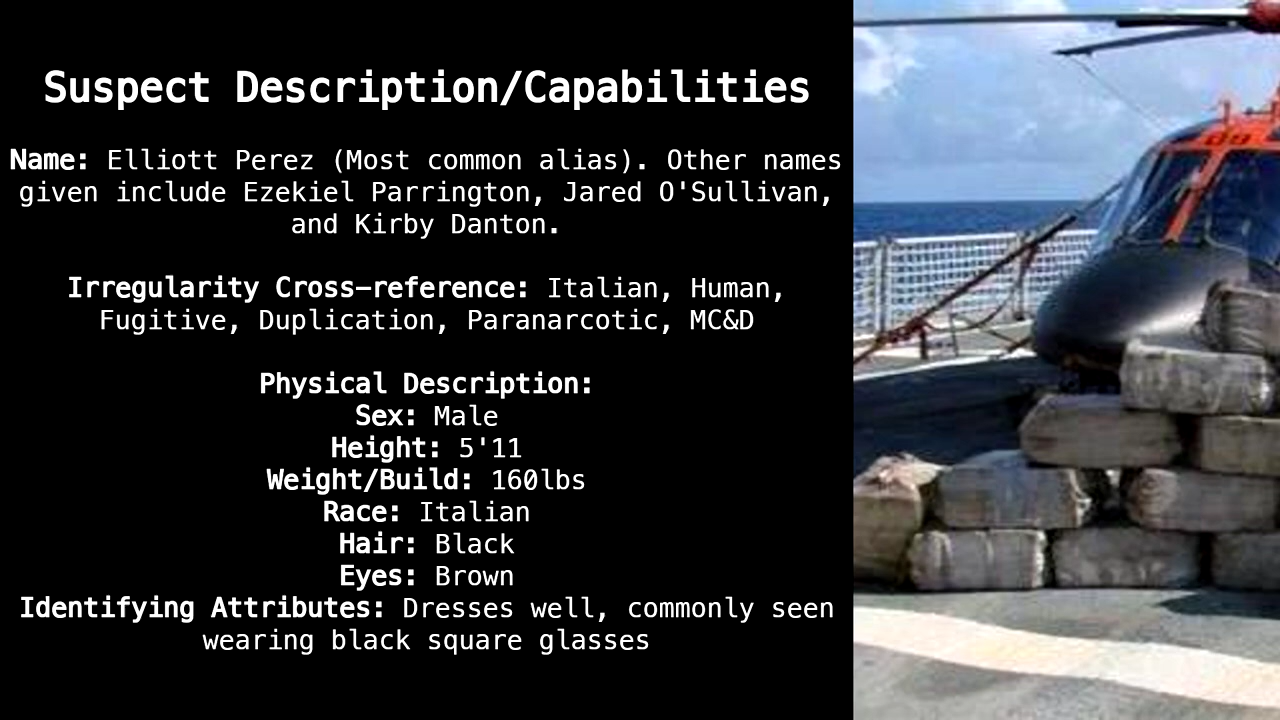 Suspect Description/Capabilities
Name: Elliott Perez (Most common alias). Other names
given include Ezekiel Parrington, Jared O'Sullivan,
and Kirby Danton.
Irregularity Cross-reference: Italian, Human,
Fugitive, Duplication, Paranarcotic, MC&D
Physical Description:
Sex: Male
Height: 5'11
Weight/Build: 160lbs
Race: Italian
Hair: Black
Eyes: Brown
Identifying Attributes: Dresses well, commonly seen
wearing black square glasses